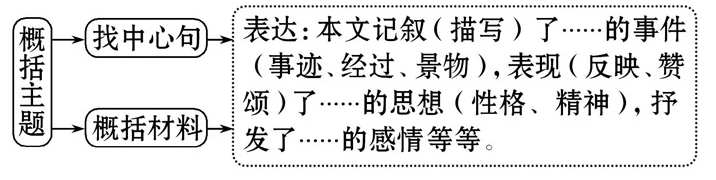 概括主题
找中心句
概括材料
表达:本文记叙(描写)了……的事件
(事迹、经过、景物),表现(反映、赞
颂)了……的思想(性格、精神),抒
发了……的感情等等。